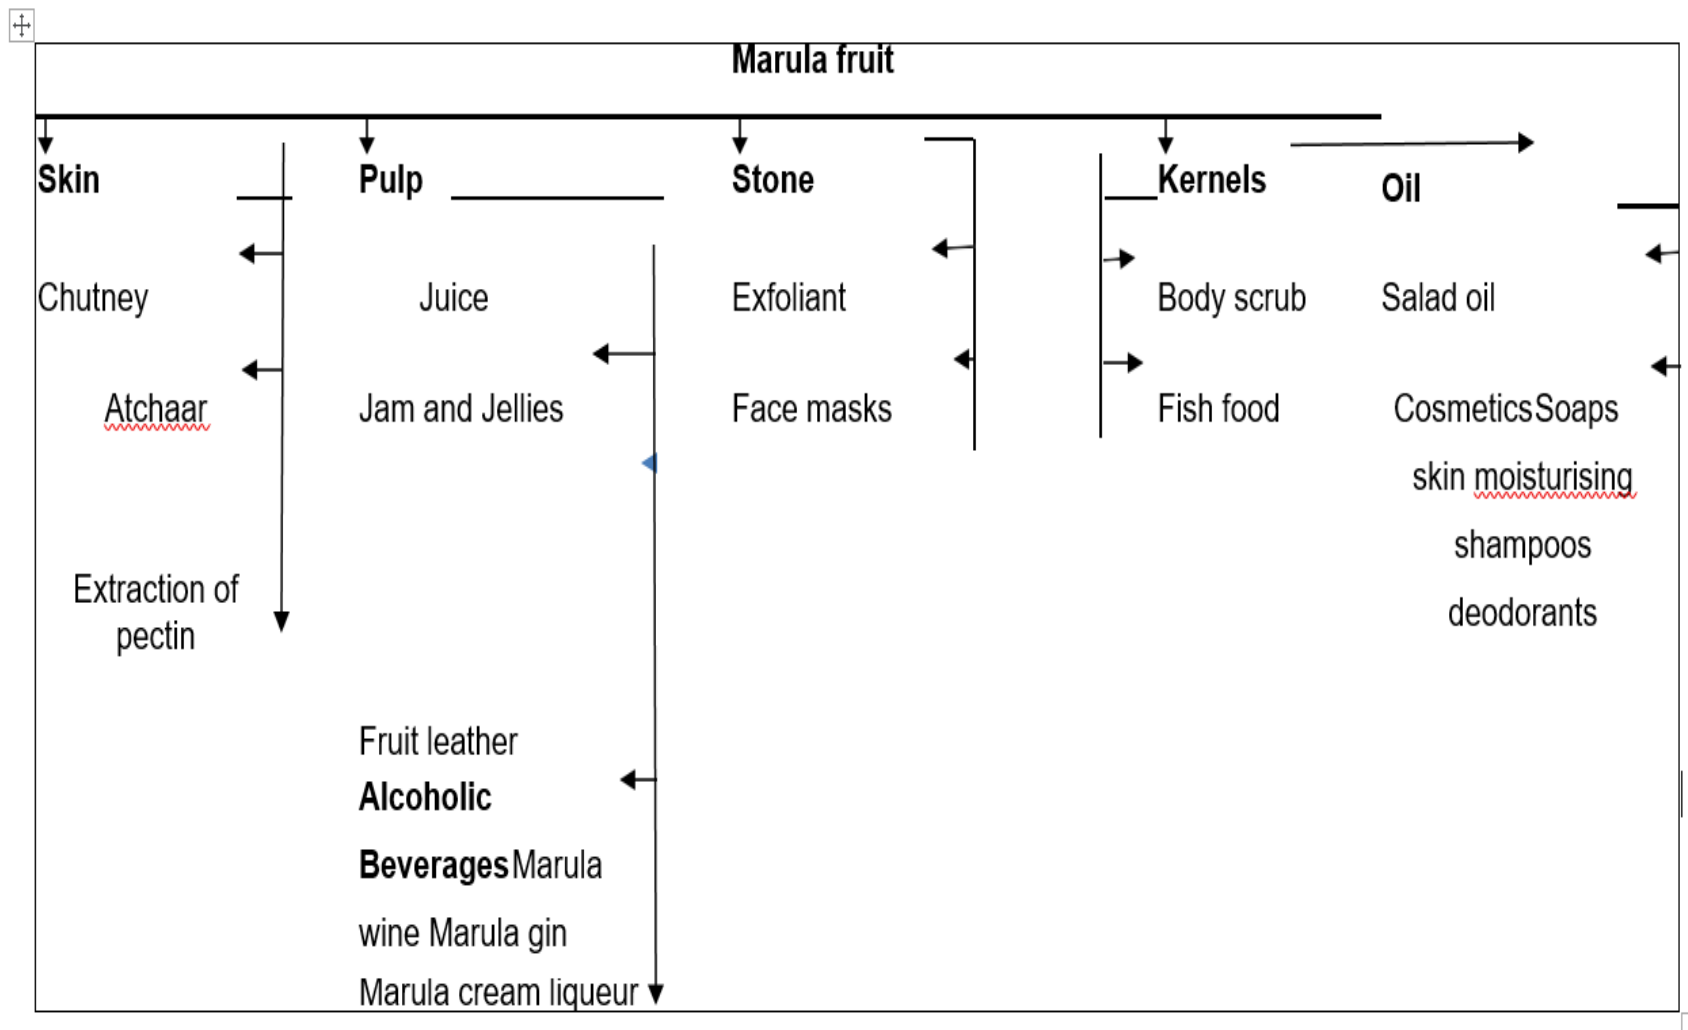 Marula fruit
Skin Pulp Stone Kernels Oil
Chutney Juice Exfoliant Body scrub Salad oil
Atchaar Jam and Jellies Face masks Fish food CosmeticsSoaps
skin moisturising
shampoos
deodorants
Extraction of
pectin
Fruit leather
Alcoholic
BeveragesMarula
wine Marula gin
Marula cream liqueur